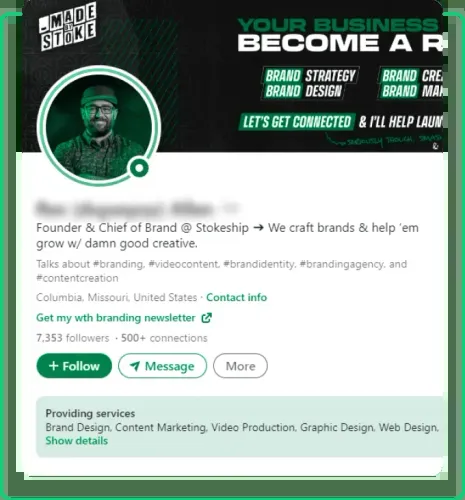 MADE
STOKE
YOUR BUSINESS
BECOME A R
BRAND STRATEGY BRAND CRE
BRAND DESIGN BRAND MA
LET'S GET CONNECTED & I'LL HELP LAUN
Founder & Chief of Brand @ Stokeship ➔ We craft brands & help 'em
grow w/ damn good creative.
Talks about #branding, #videocontent, #brandidentity, #brandingagency, and
#contentcreation
Columbia, Missouri, United States · Contact info
Get my wth branding newsletter
7,353 followers · 500+ connections
+ Follow Message More
Providing services
Brand Design, Content Marketing, Video Production, Graphic Design, Web Design.
Show details